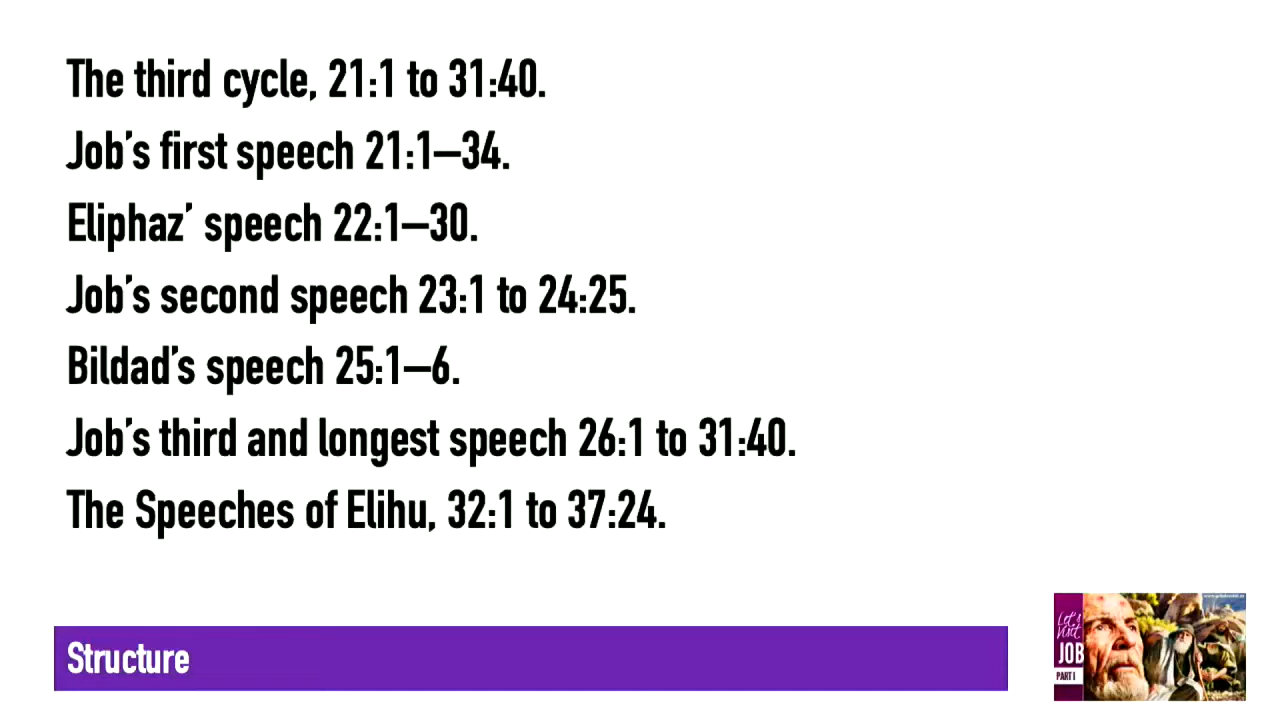 The third cycle, 21:1 to 31:40.
Job’s first speech 21:1–34.
Eliphaz’ speech 22:1–30.
Job’s second speech 23:1 to 24:25.
Bildad’s speech 25:1–6.
Job’s third and longest speech 26:1 to 31:40.
The Speeches of Elihu, 32:1 to 37:24.
Structure
Let's
Visit
JOB
PART I